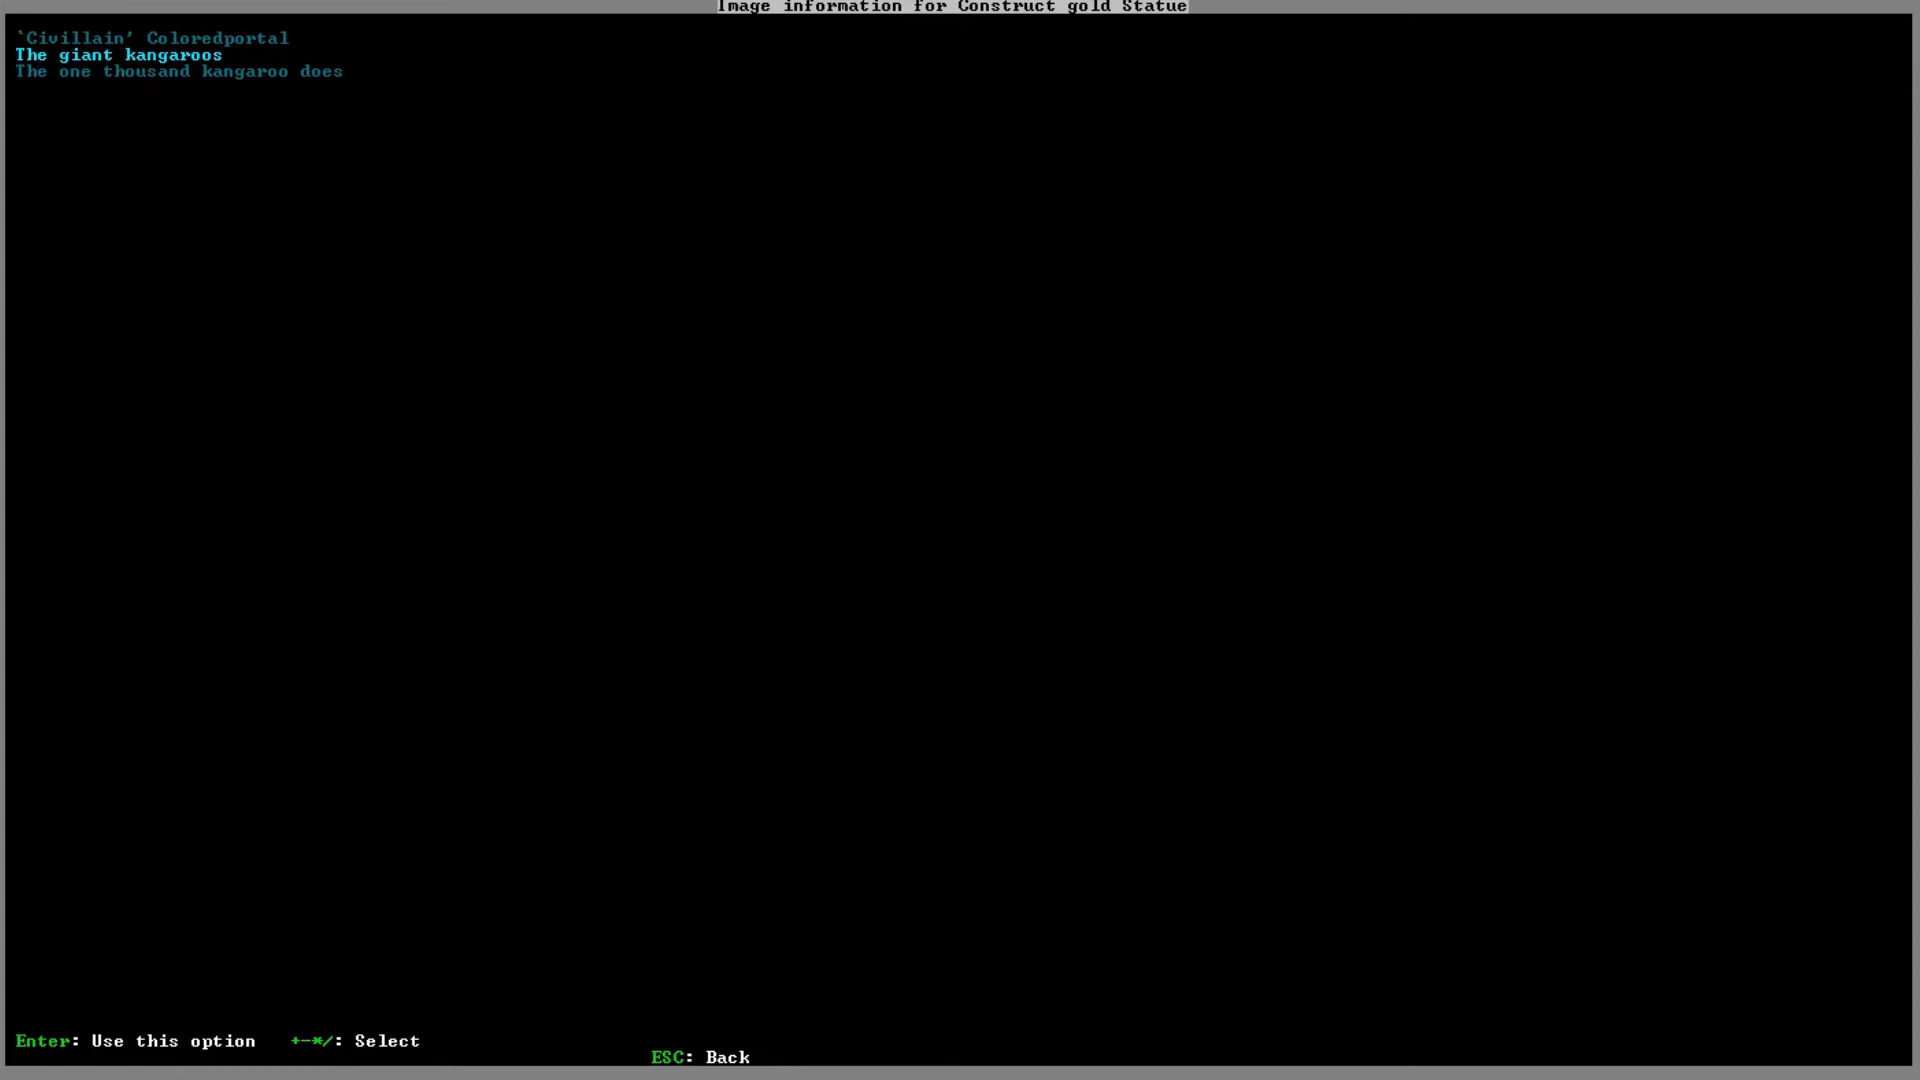 Image information for Construct gold Statue
`Civillain' Coloredportal
The giant kangaroos
The one thousand kangaroo does
Enter: Use this option +-*/: Select
ESC: Back